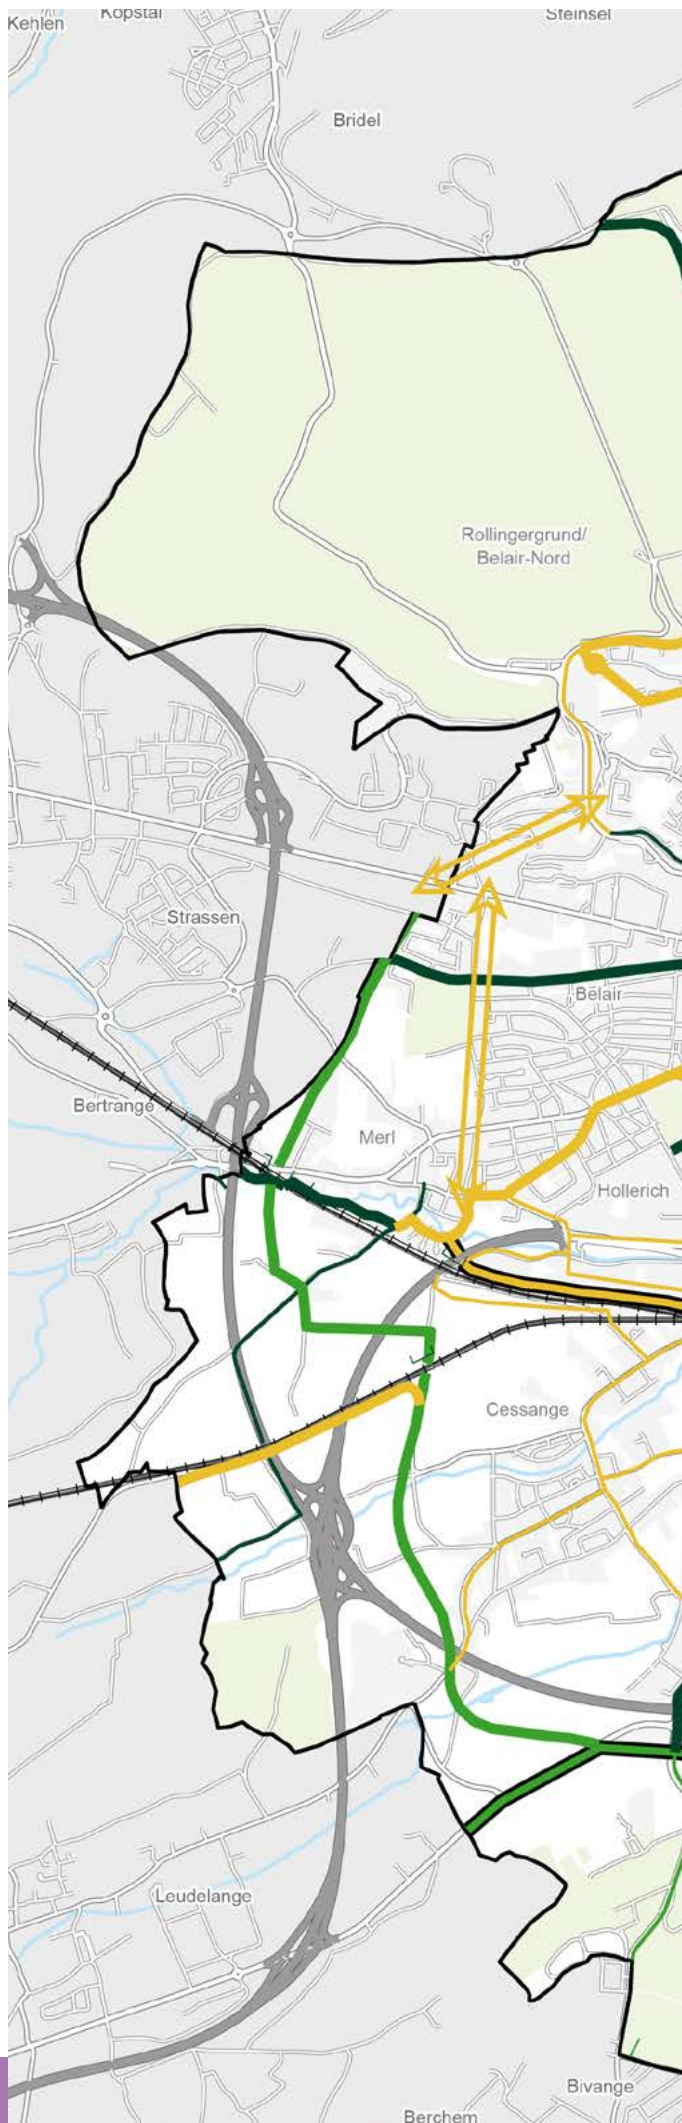 Kehlen
Kopstal
Steinsel
Bridel
Rollingergrund/
Belair-Nord
Strassen
Belair
Bertrange
Merl
Hollerich
Cessange
Leudelange
Bivange
Berchem